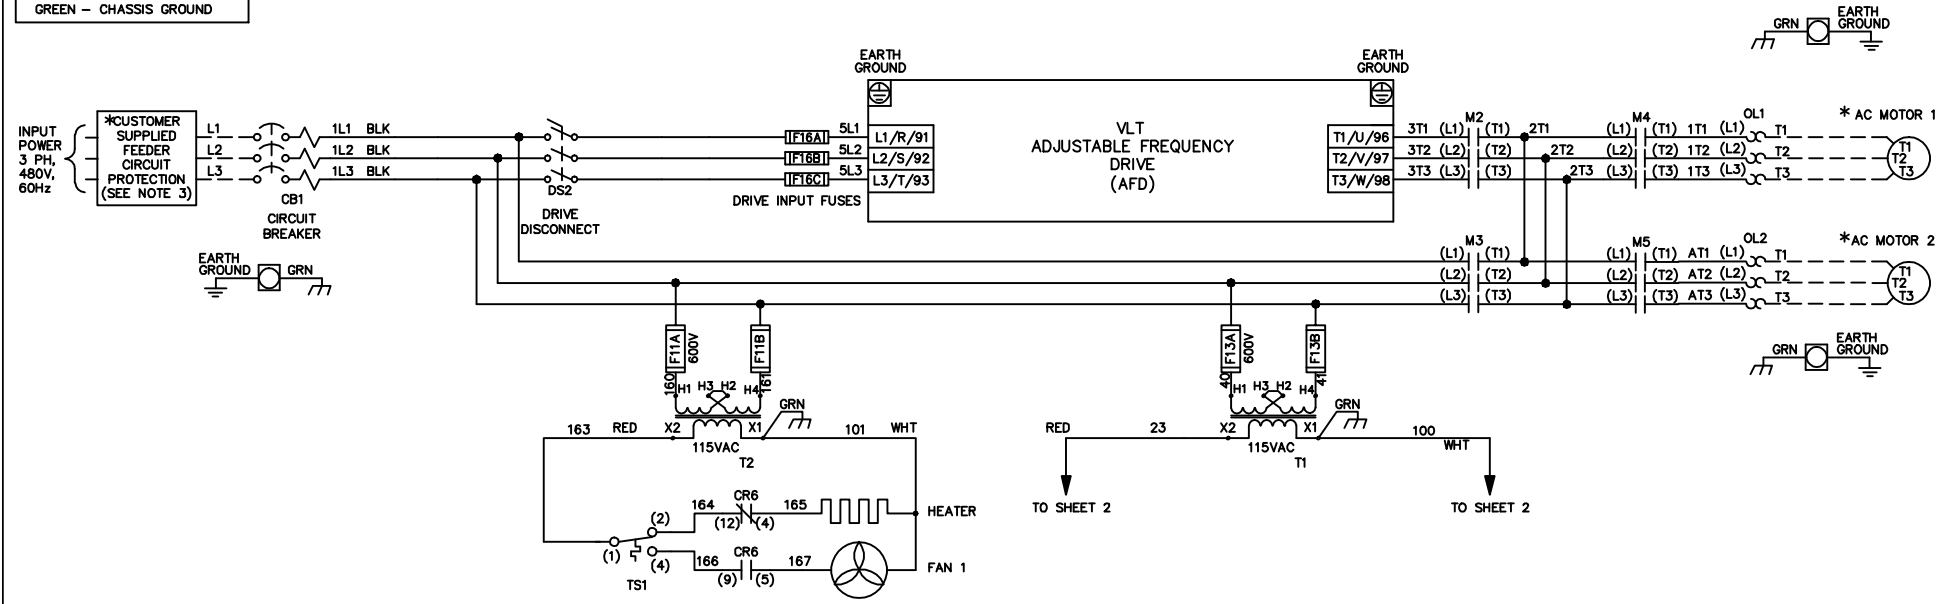 GREEN – CHASSIS GROUND
GRN
EARTH
GROUND
EARTH
GROUND
EARTH
GROUND
INPUT
POWER
3 PH,
480V,
60Hz
*CUSTOMER
SUPPLIED
FEEDER
CIRCUIT
PROTECTION
(SEE NOTE 3)
L1
L2
L3
CB1
CIRCUIT
BREAKER
1L1 BLK
1L2 BLK
1L3 BLK
DS2
DRIVE
DISCONNECT
F16A
F16B
F16C
DRIVE INPUT FUSES
5L1
5L2
5L3
L1/R/91
L2/S/92
L3/T/93
VLT
ADJUSTABLE FREQUENCY
DRIVE
(AFD)
T1/U/96
T2/V/97
T3/W/98
M2
3T1 (L1) (T1) 2T1
3T2 (L2) (T2) 2T2
3T3 (L3) (T3) 2T3
M4
(L1) (T1) 1T1 (L1)
(L2) (T2) 1T2 (L2)
(L3) (T3) 1T3 (L3)
OL1
T1
T2
T3
* AC MOTOR 1
T1
T2
T3
EARTH
GROUND
GRN
M3
(L1) (T1)
(L2) (T2)
(L3) (T3)
M5
(L1) (T1) AT1 (L1)
(L2) (T2) AT2 (L2)
(L3) (T3) AT3 (L3)
OL2
T1
T2
T3
*AC MOTOR 2
T1
T2
T3
GRN
EARTH
GROUND
F11A
600V
F11B
160
161
H1 H3 H2 H4
GRN
163 RED X2 X1 101 WHT
115VAC
T2
F13A
600V
F13B
40
41
H1 H3 H2 H4
GRN
RED 23 X2 X1 100
WHT
115VAC
T1
TO SHEET 2
TO SHEET 2
164 CR6 165
(2) (12) (4)
HEATER
(1)
(4)
TS1
166 CR6 167
(9) (5)
FAN 1